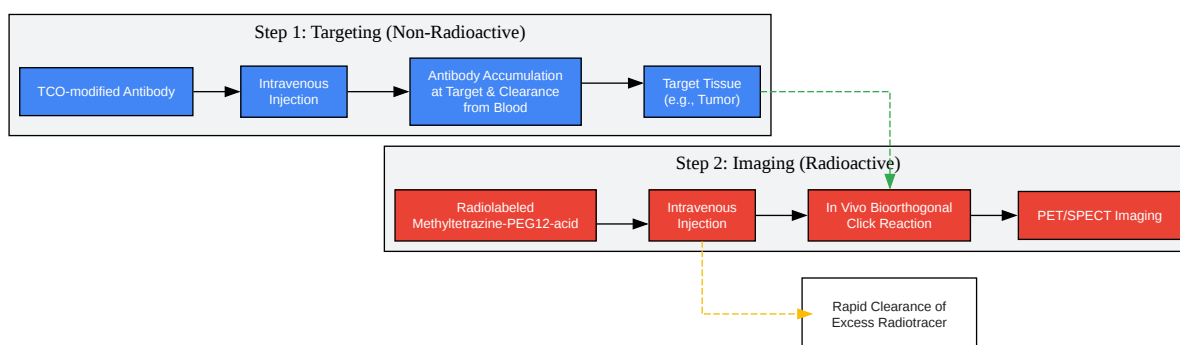 Step 1: Targeting (Non-Radioactive)
TCO-modified Antibody
Intravenous
Injection
Antibody Accumulation
at Target & Clearance
from Blood
Target Tissue
(e.g., Tumor)
Step 2: Imaging (Radioactive)
Radiolabeled
Methyltetrazine-PEG12-acid
Intravenous
Injection
In Vivo Bioorthogonal
Click Reaction
PET/SPECT Imaging
Rapid Clearance of
Excess Radiotracer